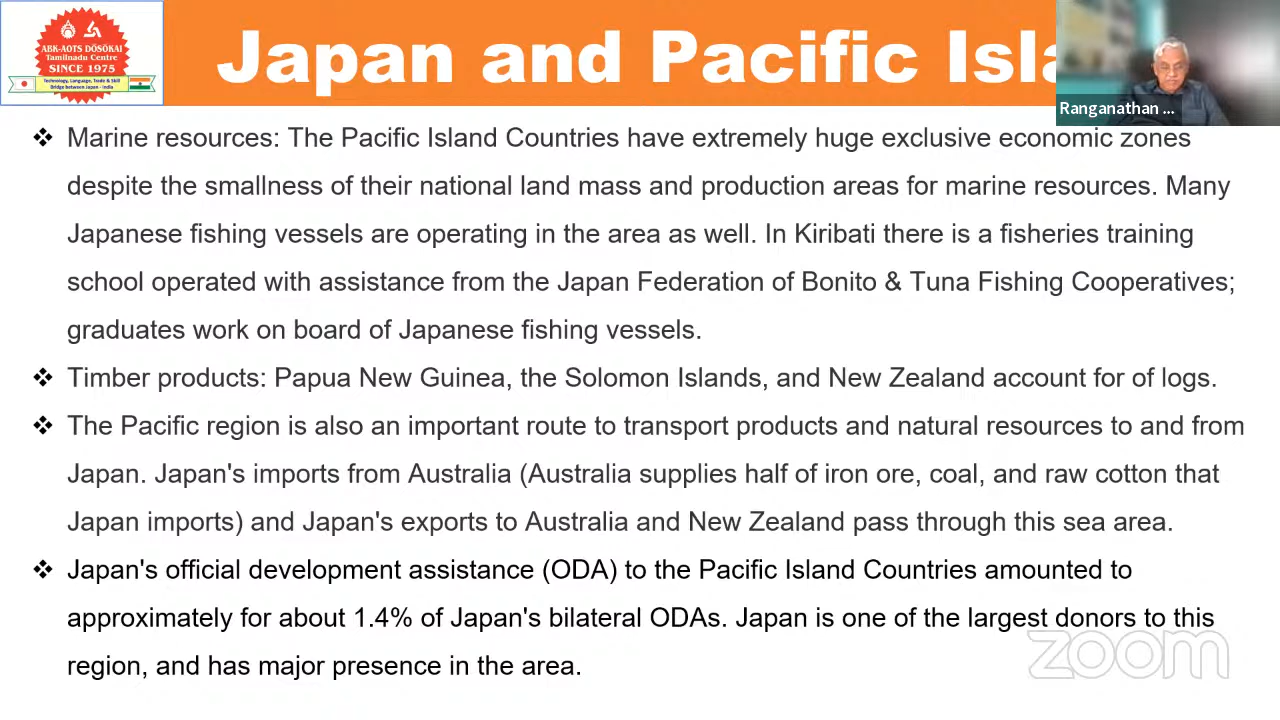 ABK-AOTS DŌSŌKAI
Tamilnadu Centre
SINCE 1975
Technology, Language, Trade & Skill
Bridge between Japan - India
Japan and Pacific Isla
Ranganathan ...
❖ Marine resources: The Pacific Island Countries have extremely huge exclusive economic zones
despite the smallness of their national land mass and production areas for marine resources. Many
Japanese fishing vessels are operating in the area as well. In Kiribati there is a fisheries training
school operated with assistance from the Japan Federation of Bonito & Tuna Fishing Cooperatives;
graduates work on board of Japanese fishing vessels.
❖ Timber products: Papua New Guinea, the Solomon Islands, and New Zealand account for of logs.
❖ The Pacific region is also an important route to transport products and natural resources to and from
Japan. Japan's imports from Australia (Australia supplies half of iron ore, coal, and raw cotton that
Japan imports) and Japan's exports to Australia and New Zealand pass through this sea area.
❖ Japan's official development assistance (ODA) to the Pacific Island Countries amounted to
approximately for about 1.4% of Japan's bilateral ODAs. Japan is one of the largest donors to this
region, and has major presence in the area.
zoom